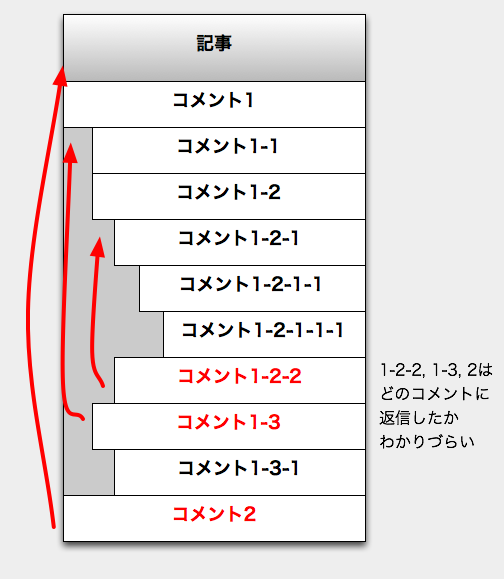 記事
コメント1
コメント1-1
コメント1-2
コメント1-2-1
コメント1-2-1-1
コメント1-2-1-1-1
コメント1-2-2
コメント1-3
コメント1-3-1
コメント2
1-2-2, 1-3, 2は
どのコメントに
返信したか
わかりづらい